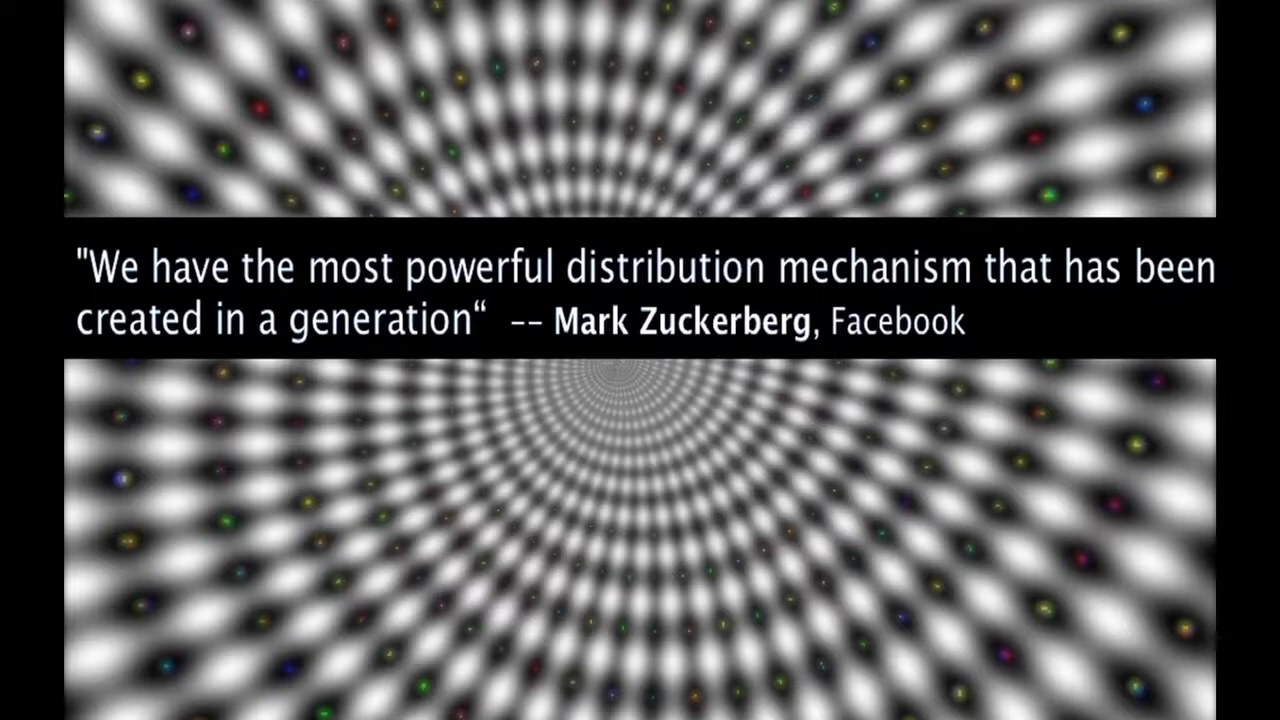 "We have the most powerful distribution mechanism that has been
created in a generation“ -- Mark Zuckerberg, Facebook